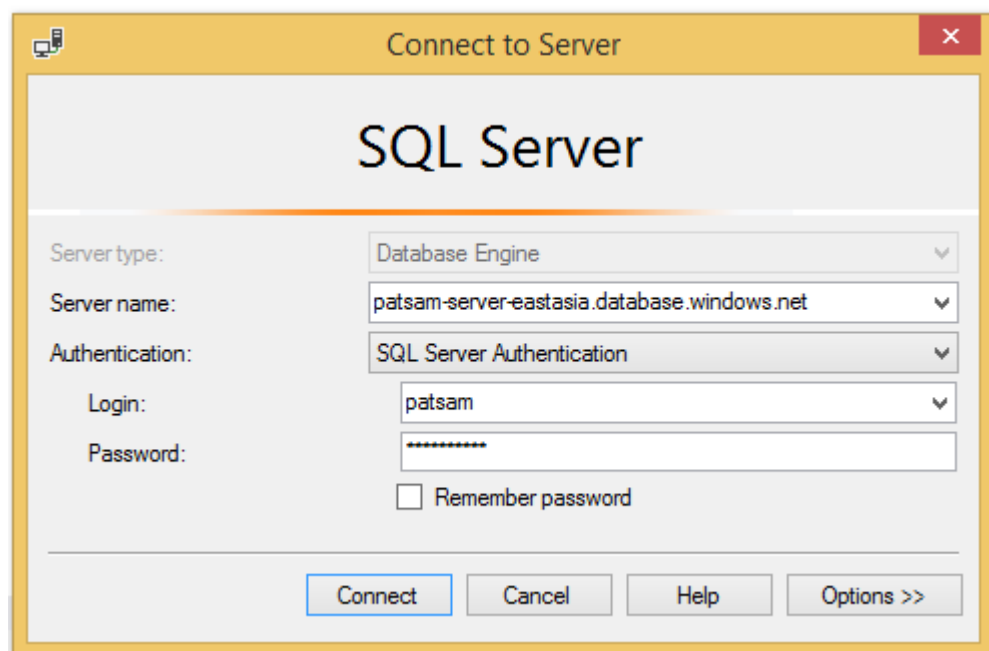 Connect to Server
SQL Server
Server type: Database Engine
Server name: patsam-server-eastasia.database.windows.net
Authentication: SQL Server Authentication
Login: patsam
Password: **********
Remember password
Connect Cancel Help Options >>